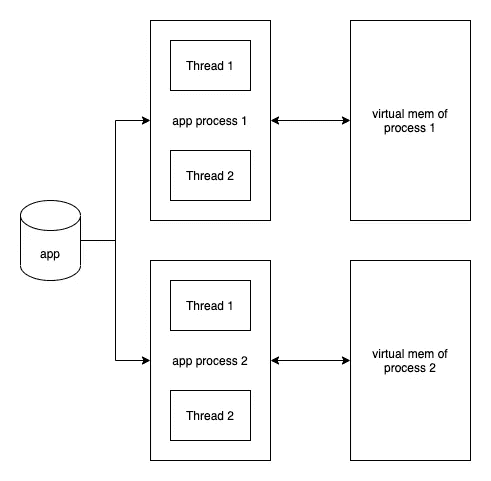 Thread 1
app process 1
Thread 2
virtual mem of
process 1
app
Thread 1
app process 2
Thread 2
virtual mem of
process 2